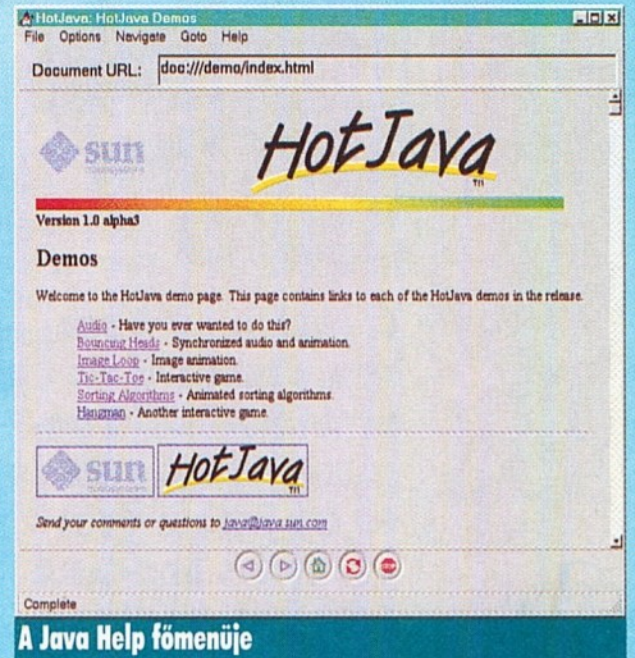 HotJava: HotJava Demos
File Options Navigate Goto Help
Document URL: doc:///demo/index.html
sun
HotJava
TM
Version 1.0 alpha3
Demos
Welcome to the HotJava demo page. This page contains links to each of the HotJava demos in the release.
Audio - Have you ever wanted to do this?
Bouncing Heads - Synchronized audio and animation.
Image Loop - Image animation.
Tic-Tac-Toe - Interactive game.
Sorting Algorithms - Animated sorting algorithms.
Hangman - Another interactive game.
sun
HotJava
TM
Send your comments or questions to java@java.sun.com
Complete
A Java Help főmenüje